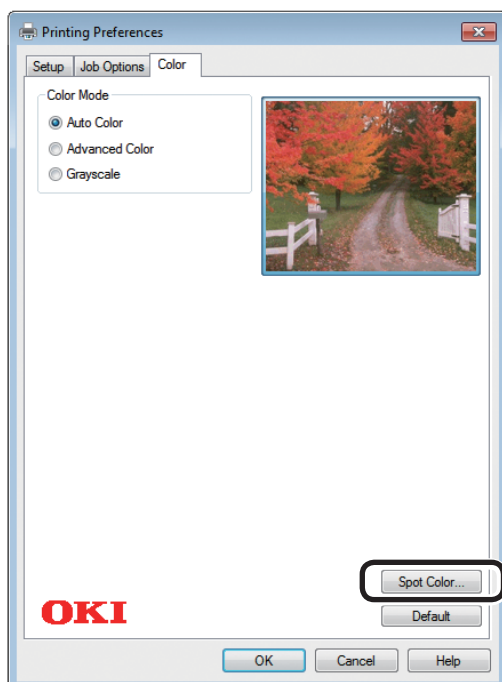 Printing Preferences
Setup Job Options Color
Color Mode
Auto Color
Advanced Color
Grayscale
Spot Color...
OKI
Default
OK Cancel Help